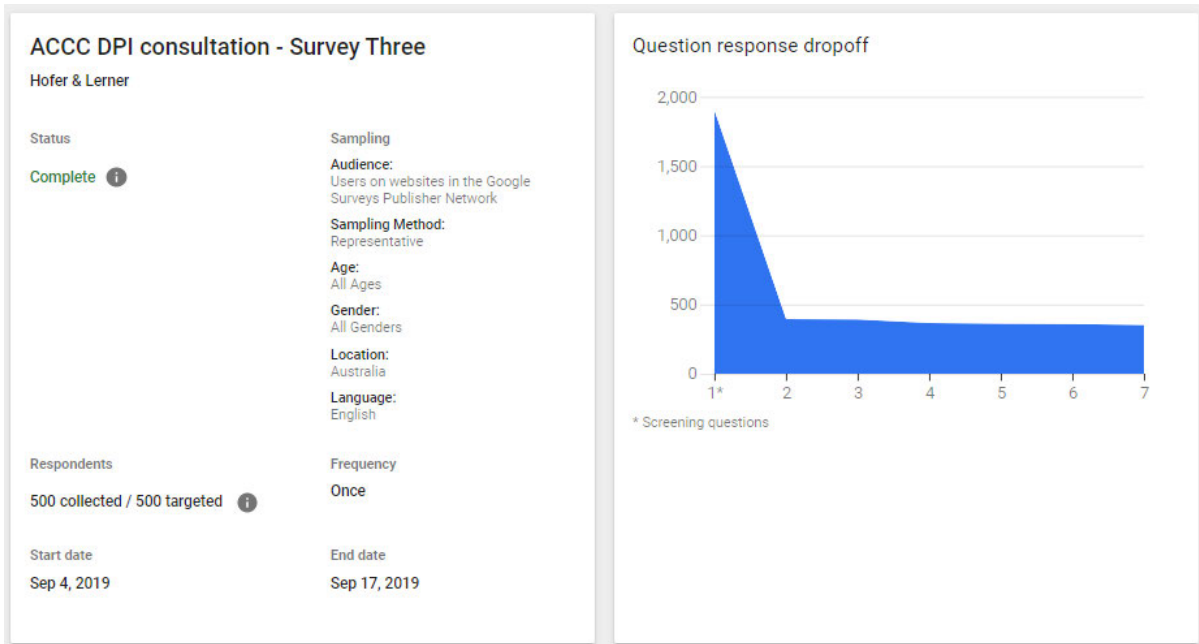 ACCC DPI consultation - Survey Three
Hofer & Lerner
Status
Complete
Sampling
Audience:
Users on websites in the Google
Surveys Publisher Network
Sampling Method:
Representative
Age:
All Ages
Gender:
All Genders
Location:
Australia
Language:
English
Respondents
500 collected / 500 targeted
Frequency
Once
Start date
Sep 4, 2019
End date
Sep 17, 2019
Question response dropoff
2,000
1,500
1,000
500
0
1* 2 3 4 5 6 7
* Screening questions